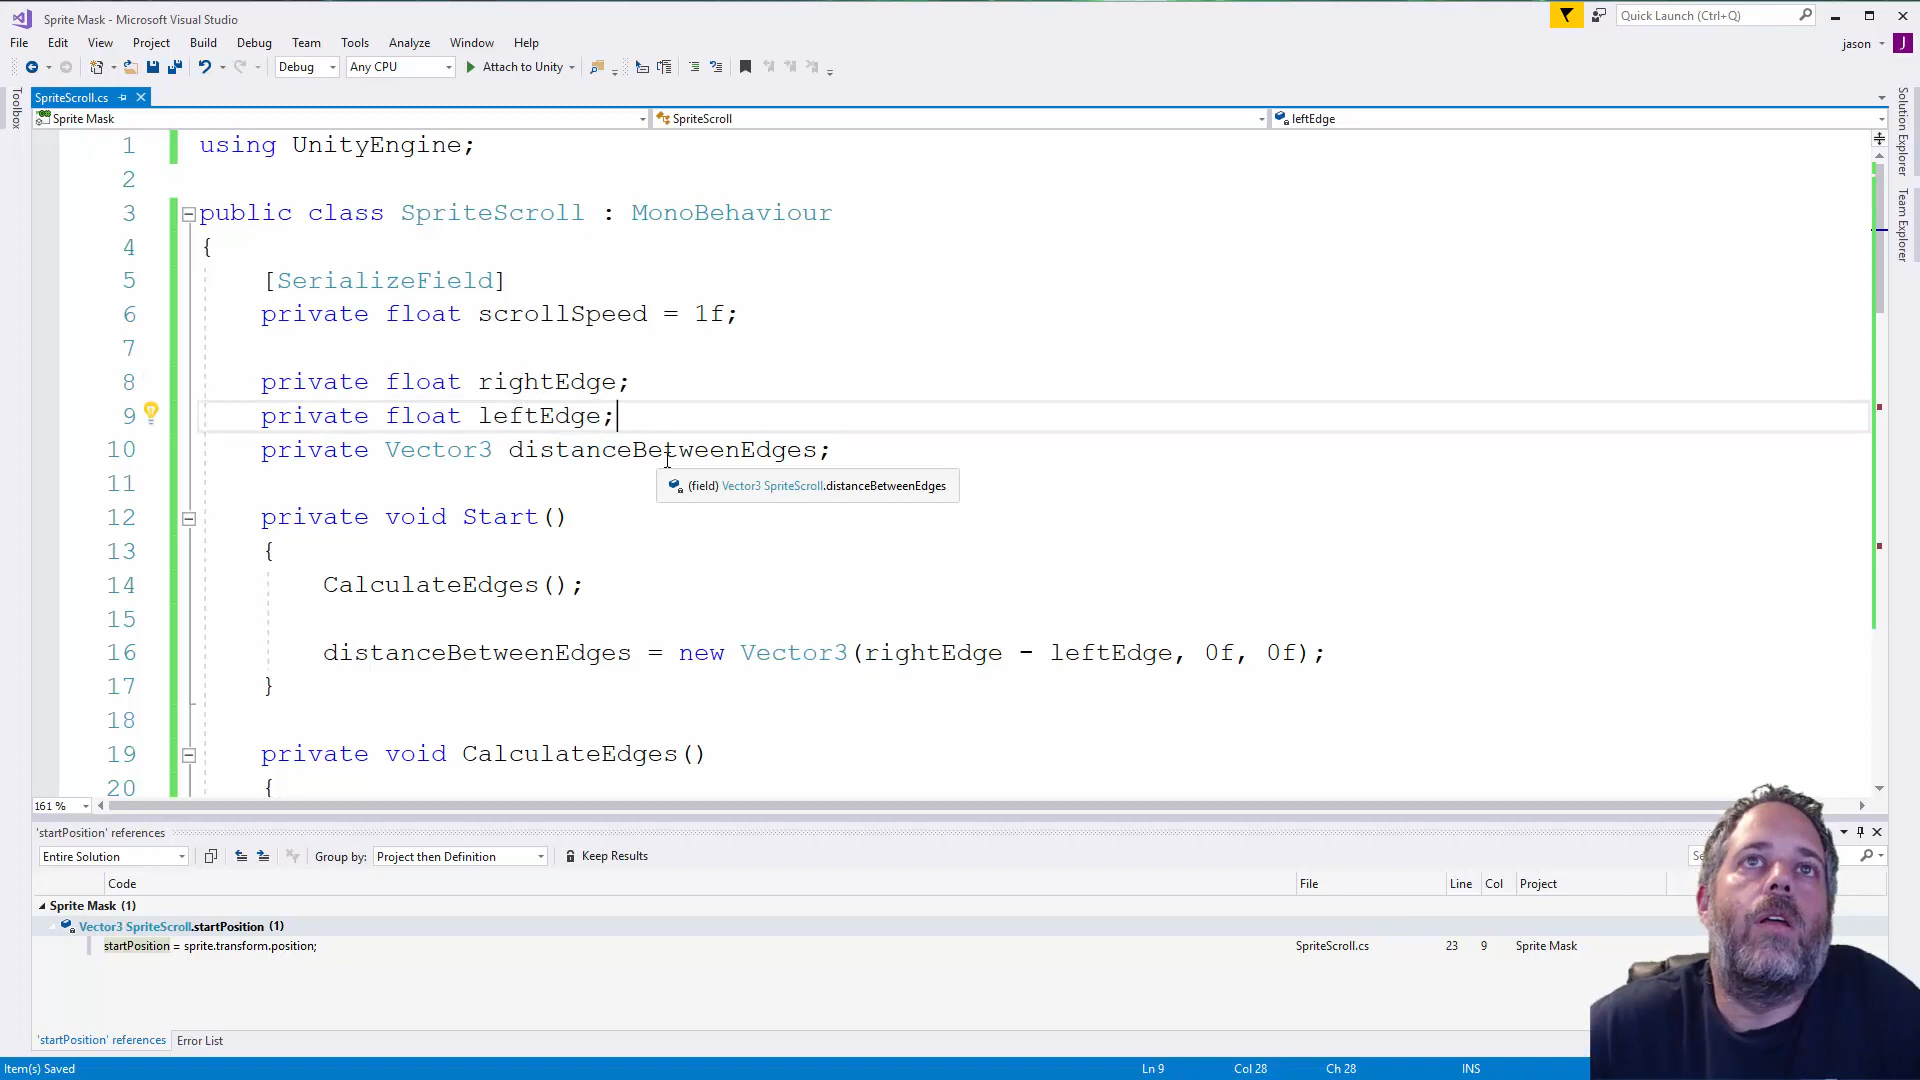 Sprite Mask - Microsoft Visual Studio
Quick Launch (Ctrl+Q)
File Edit View Project Build Debug Team Tools Analyze Window Help
jason J
Debug Any CPU Attach to Unity
SpriteScroll.cs
Toolbox
Solution Explorer
Team Explorer
Sprite Mask SpriteScroll leftEdge
1 using UnityEngine;
2
3 public class SpriteScroll : MonoBehaviour
4 {
5 [SerializeField]
6 private float scrollSpeed = 1f;
7
8 private float rightEdge;
9 private float leftEdge;
10 private Vector3 distanceBetweenEdges;
(field) Vector3 SpriteScroll.distanceBetweenEdges
11
12 private void Start()
13 {
14 CalculateEdges();
15
16 distanceBetweenEdges = new Vector3(rightEdge - leftEdge, 0f, 0f);
17 }
18
19 private void CalculateEdges()
20 {
161 %
'startPosition' references
Entire Solution Group by: Project then Definition Keep Results
Code File Line Col Project
Sprite Mask (1)
Vector3 SpriteScroll.startPosition (1)
startPosition = sprite.transform.position; SpriteScroll.cs 23 9 Sprite Mask
'startPosition' references Error List
Item(s) Saved Ln 9 Col 28 Ch 28 INS